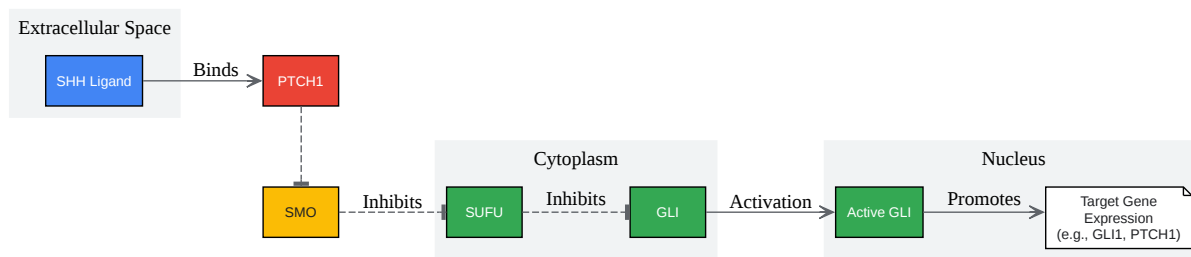 Extracellular Space
SHH Ligand
Binds
PTCH1
SMO
Inhibits
Cytoplasm
SUFU
Inhibits
GLI
Activation
Nucleus
Active GLI
Promotes
Target Gene
Expression
(e.g., GLI1, PTCH1)